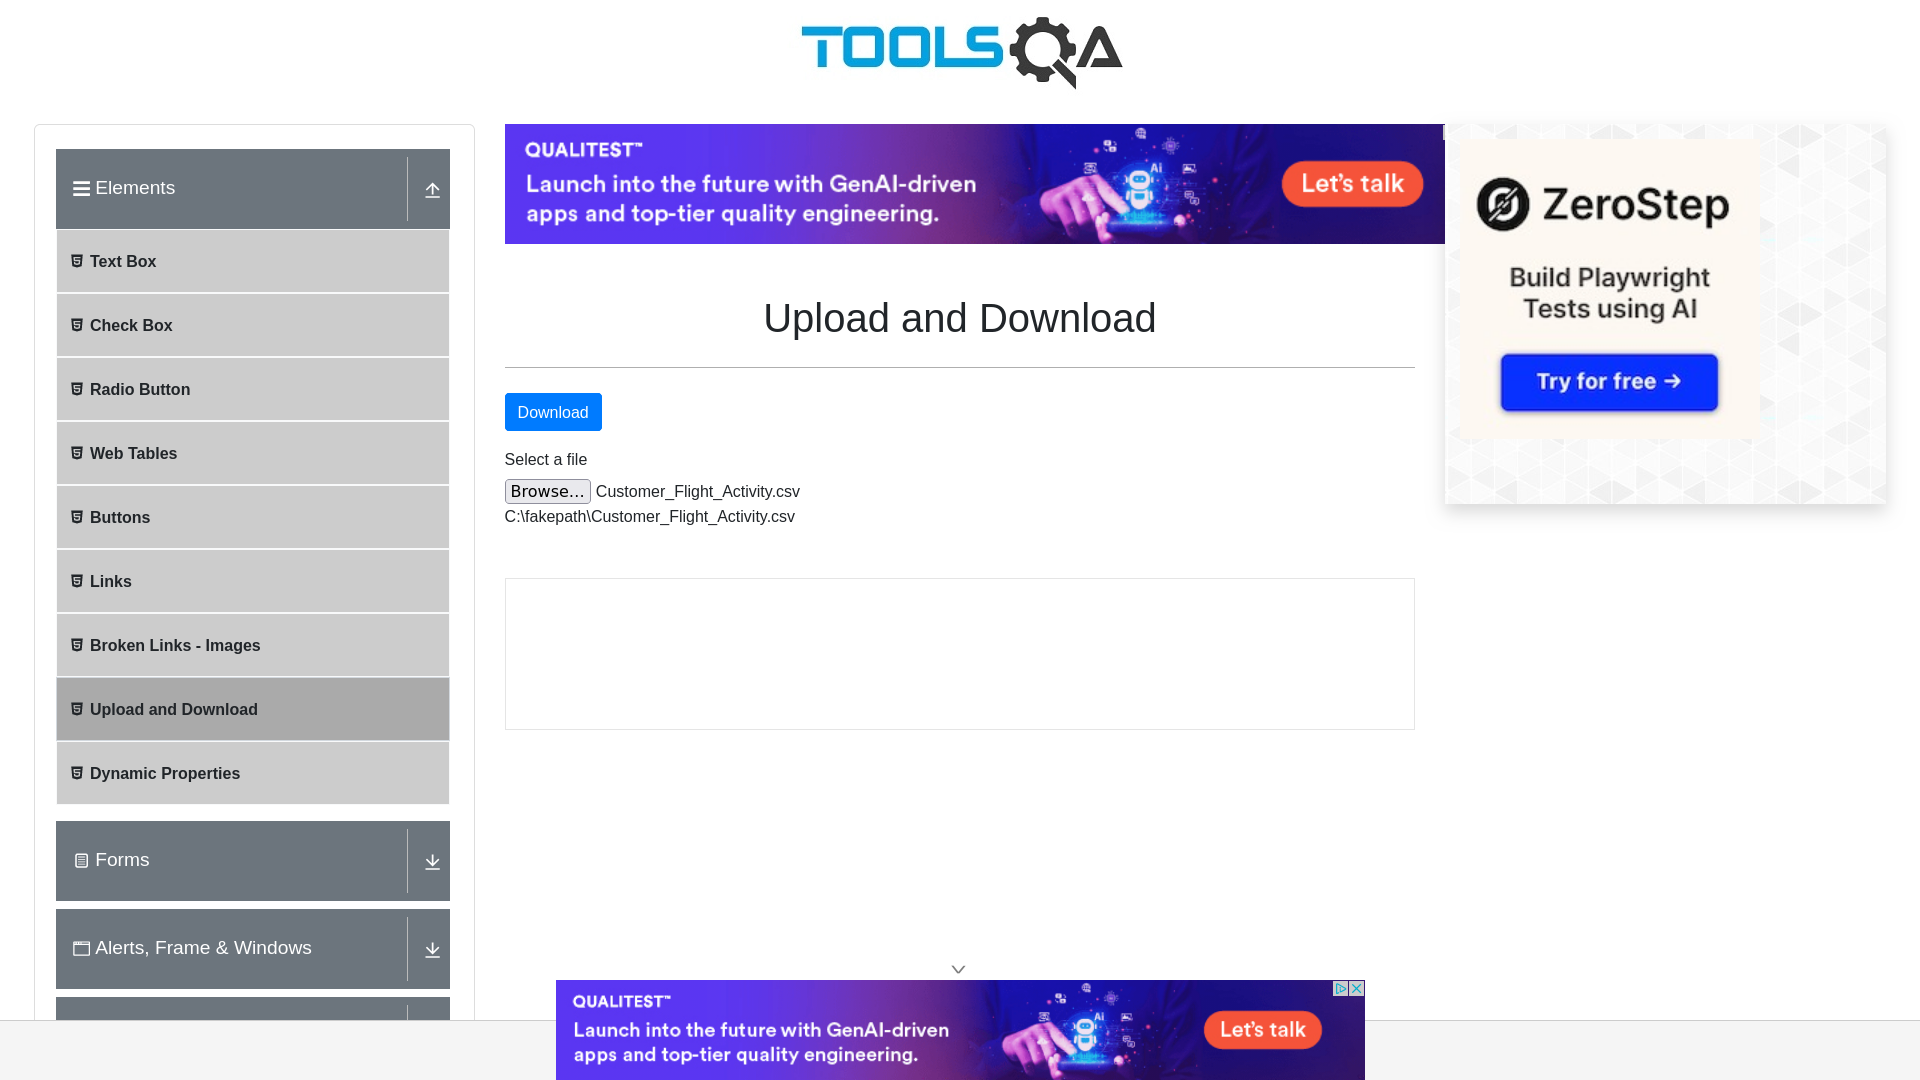 TOOLSQA
Elements
Text Box
Check Box
Radio Button
Web Tables
Buttons
Links
Broken Links - Images
Upload and Download
Dynamic Properties
Forms
Alerts, Frame & Windows
QUALITEST™
Launch into the future with GenAI-driven
apps and top-tier quality engineering.
Ai
Let's talk
Upload and Download
Download
Select a file
Browse... Customer_Flight_Activity.csv
C:\fakepath\Customer_Flight_Activity.csv
ZeroStep
Build Playwright
Tests using AI
Try for free →
QUALITEST™
Launch into the future with GenAI-driven
apps and top-tier quality engineering.
Ai
Let's talk